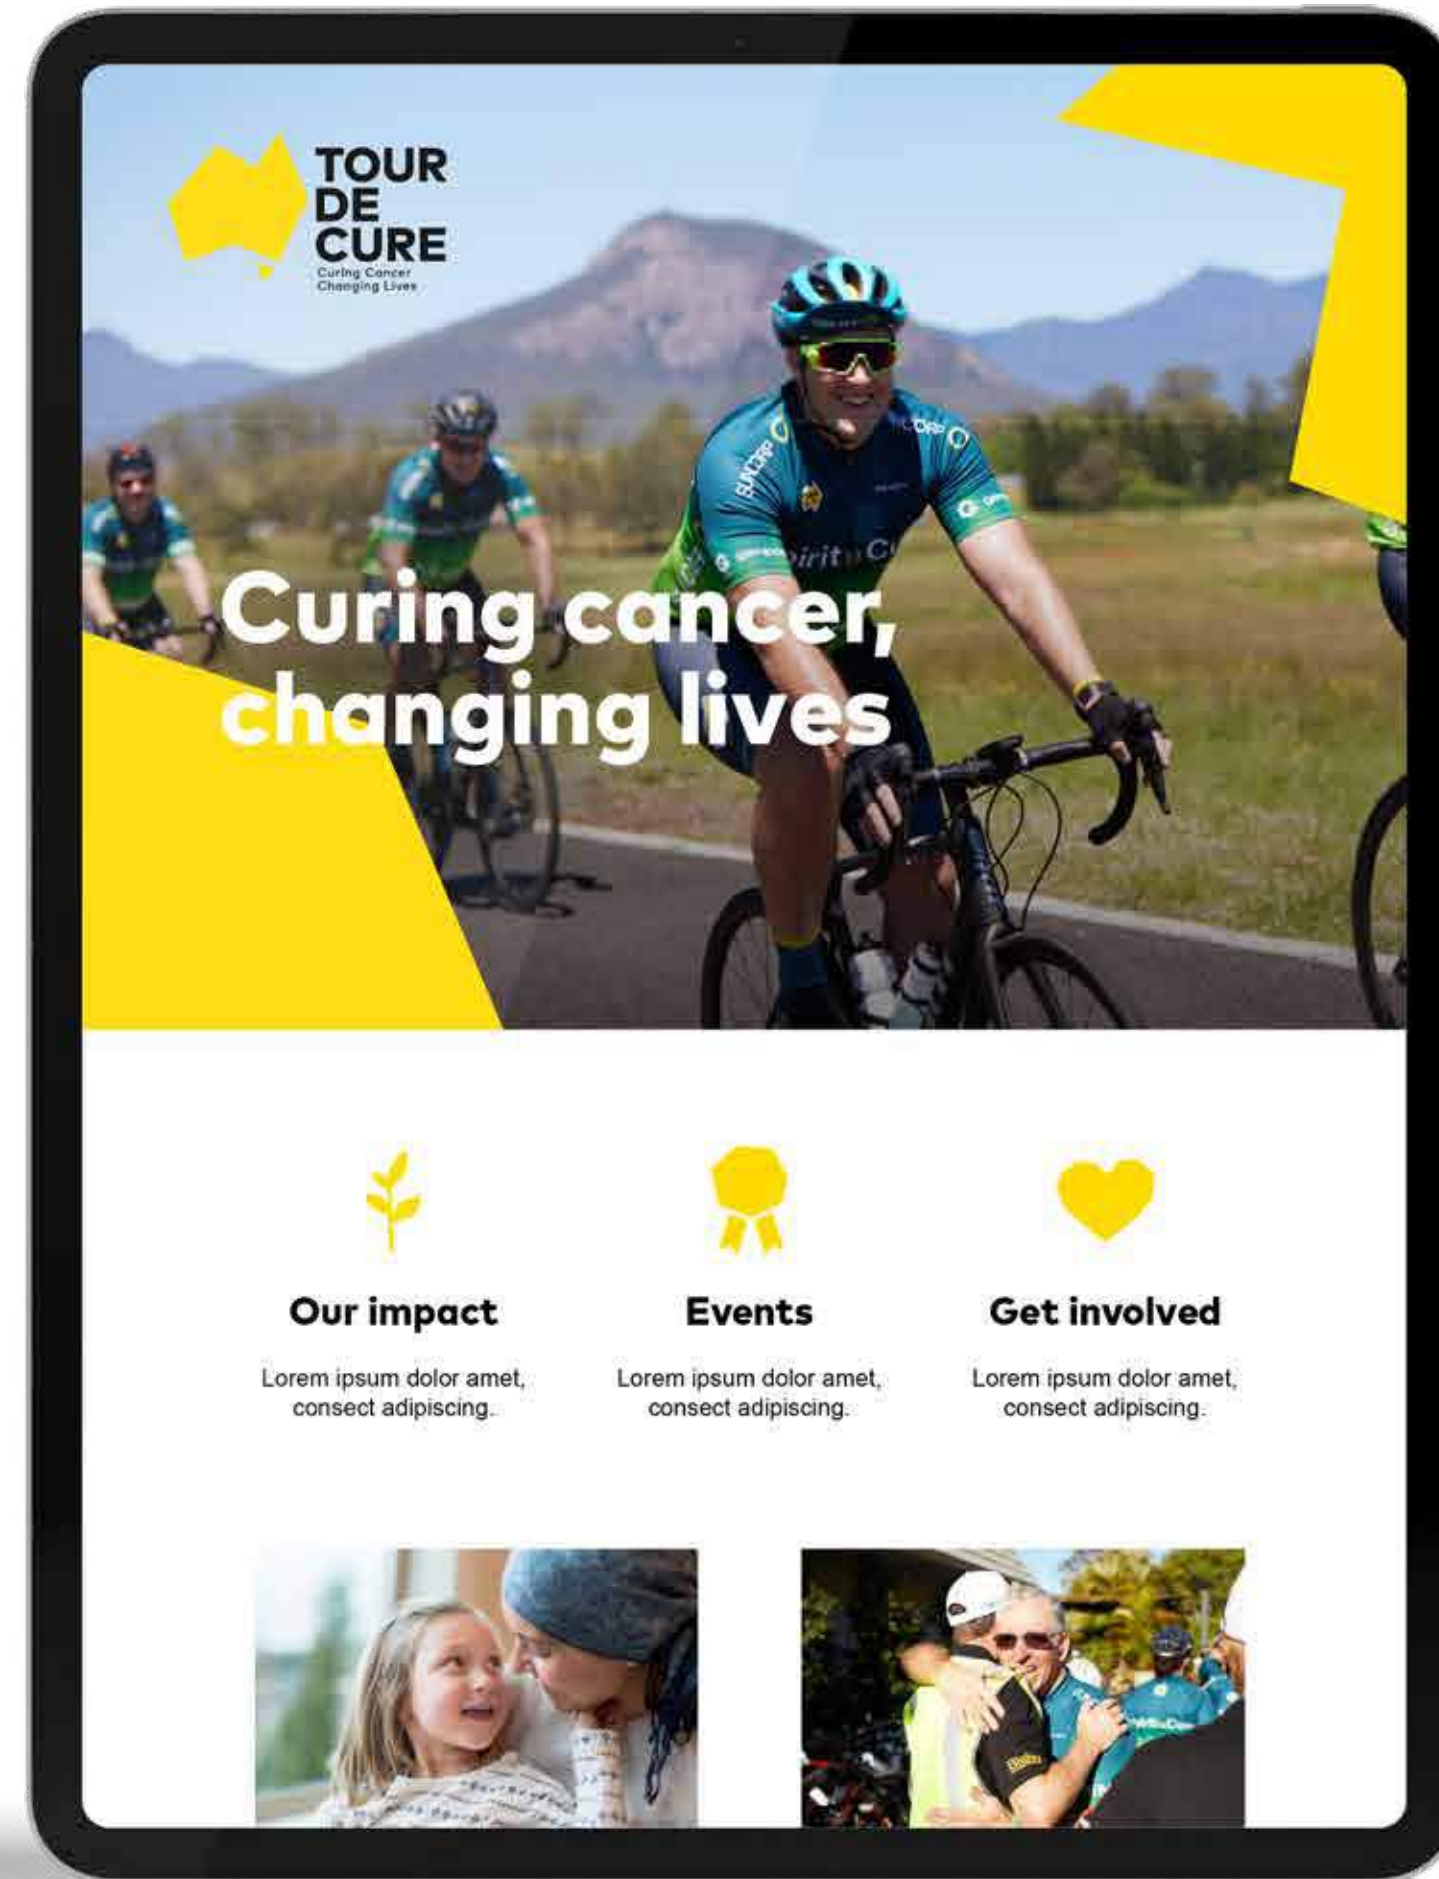 TOUR
DE
CURE
Curing Cancer
Changing Lives
SUNCORP
Curing cancer,
changing lives
Our impact
Events
Get involved
Lorem ipsum dolor amet,
consect adipiscing.
Lorem ipsum dolor amet,
consect adipiscing.
Lorem ipsum dolor amet,
consect adipiscing.